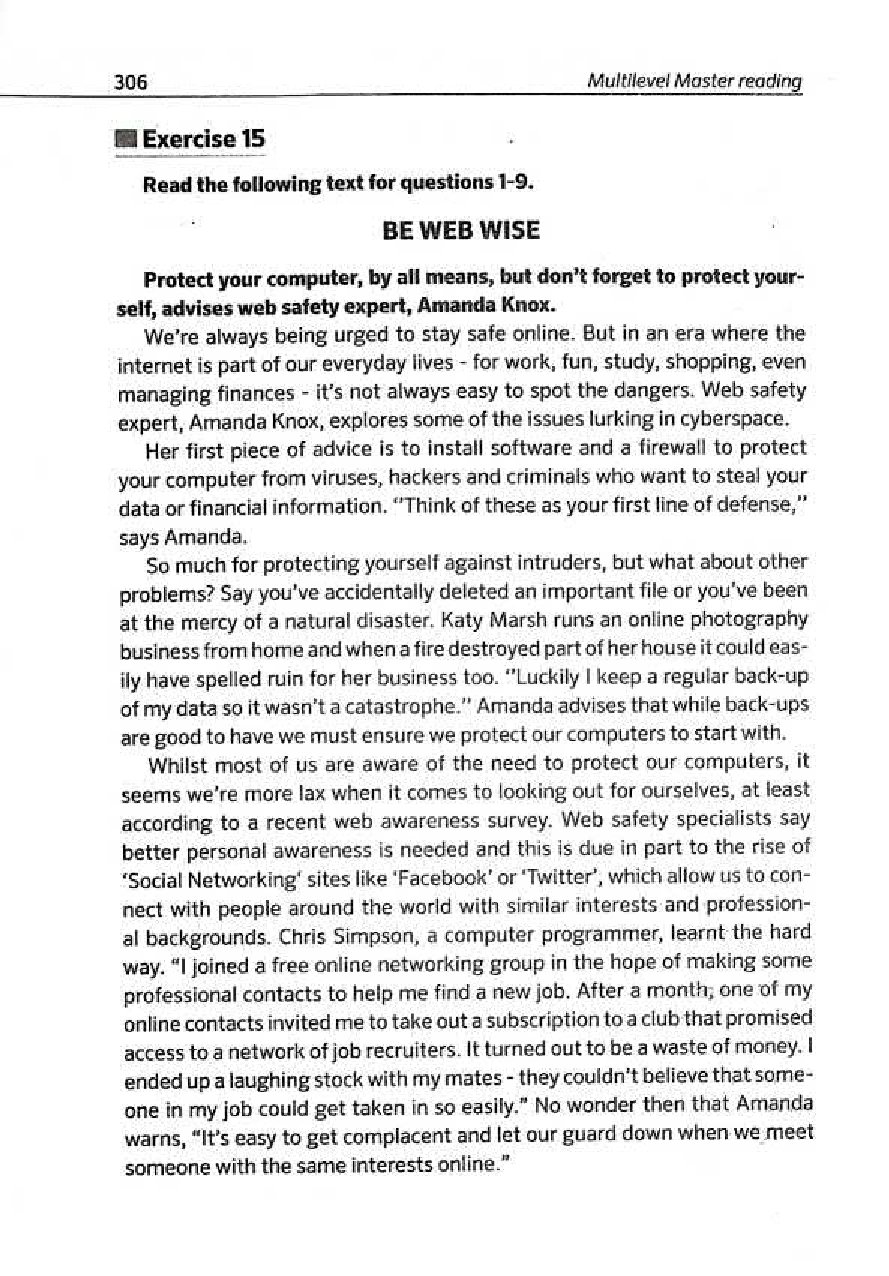 306 Multilevel Master reading
Exercise 15
Read the following text for questions 1-9.
BE WEB WISE
Protect your computer, by all means, but don't forget to protect your-
self, advises web safety expert, Amanda Knox.
We're always being urged to stay safe online. But in an era where the
internet is part of our everyday lives - for work, fun, study, shopping, even
managing finances - it's not always easy to spot the dangers. Web safety
expert, Amanda Knox, explores some of the issues lurking in cyberspace.
Her first piece of advice is to install software and a firewall to protect
your computer from viruses, hackers and criminals who want to steal your
data or financial information. "Think of these as your first line of defense,"
says Amanda.
So much for protecting yourself against intruders, but what about other
problems? Say you've accidentally deleted an important file or you've been
at the mercy of a natural disaster. Katy Marsh runs an online photography
business from home and when a fire destroyed part of her house it could eas-
ily have spelled ruin for her business too. "Luckily I keep a regular back-up
of my data so it wasn't a catastrophe." Amanda advises that while back-ups
are good to have we must ensure we protect our computers to start with.
Whilst most of us are aware of the need to protect our computers, it
seems we're more lax when it comes to looking out for ourselves, at least
according to a recent web awareness survey. Web safety specialists say
better personal awareness is needed and this is due in part to the rise of
'Social Networking' sites like 'Facebook' or 'Twitter', which allow us to con-
nect with people around the world with similar interests and profession-
al backgrounds. Chris Simpson, a computer programmer, learnt the hard
way. "I joined a free online networking group in the hope of making some
professional contacts to help me find a new job. After a month, one of my
online contacts invited me to take out a subscription to a club that promised
access to a network of job recruiters. It turned out to be a waste of money. I
ended up a laughing stock with my mates - they couldn't believe that some-
one in my job could get taken in so easily." No wonder then that Amanda
warns, "It's easy to get complacent and let our guard down when we meet
someone with the same interests online."